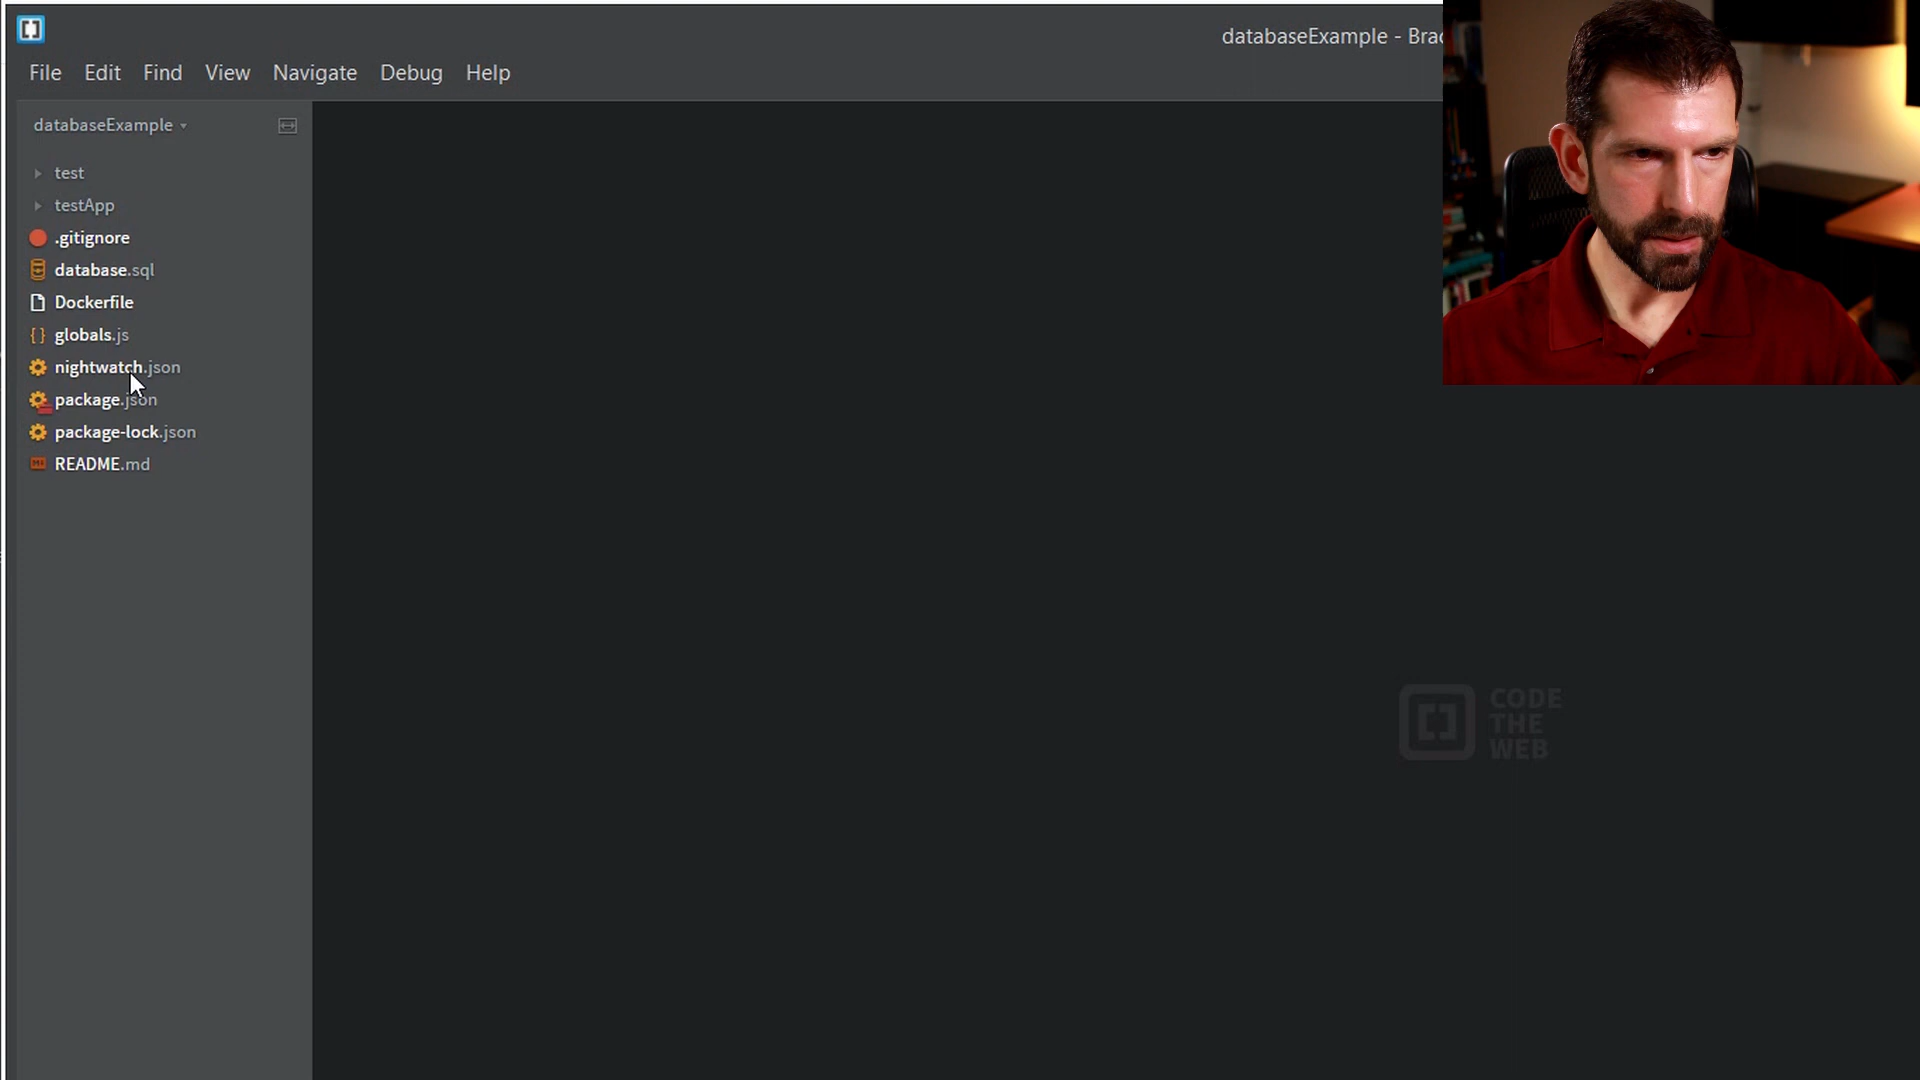 databaseExample - Brac
File Edit Find View Navigate Debug Help
databaseExample
test
testApp
.gitignore
database.sql
Dockerfile
globals.js
nightwatch.json
package.json
package-lock.json
README.md
CODE
THE
WEB